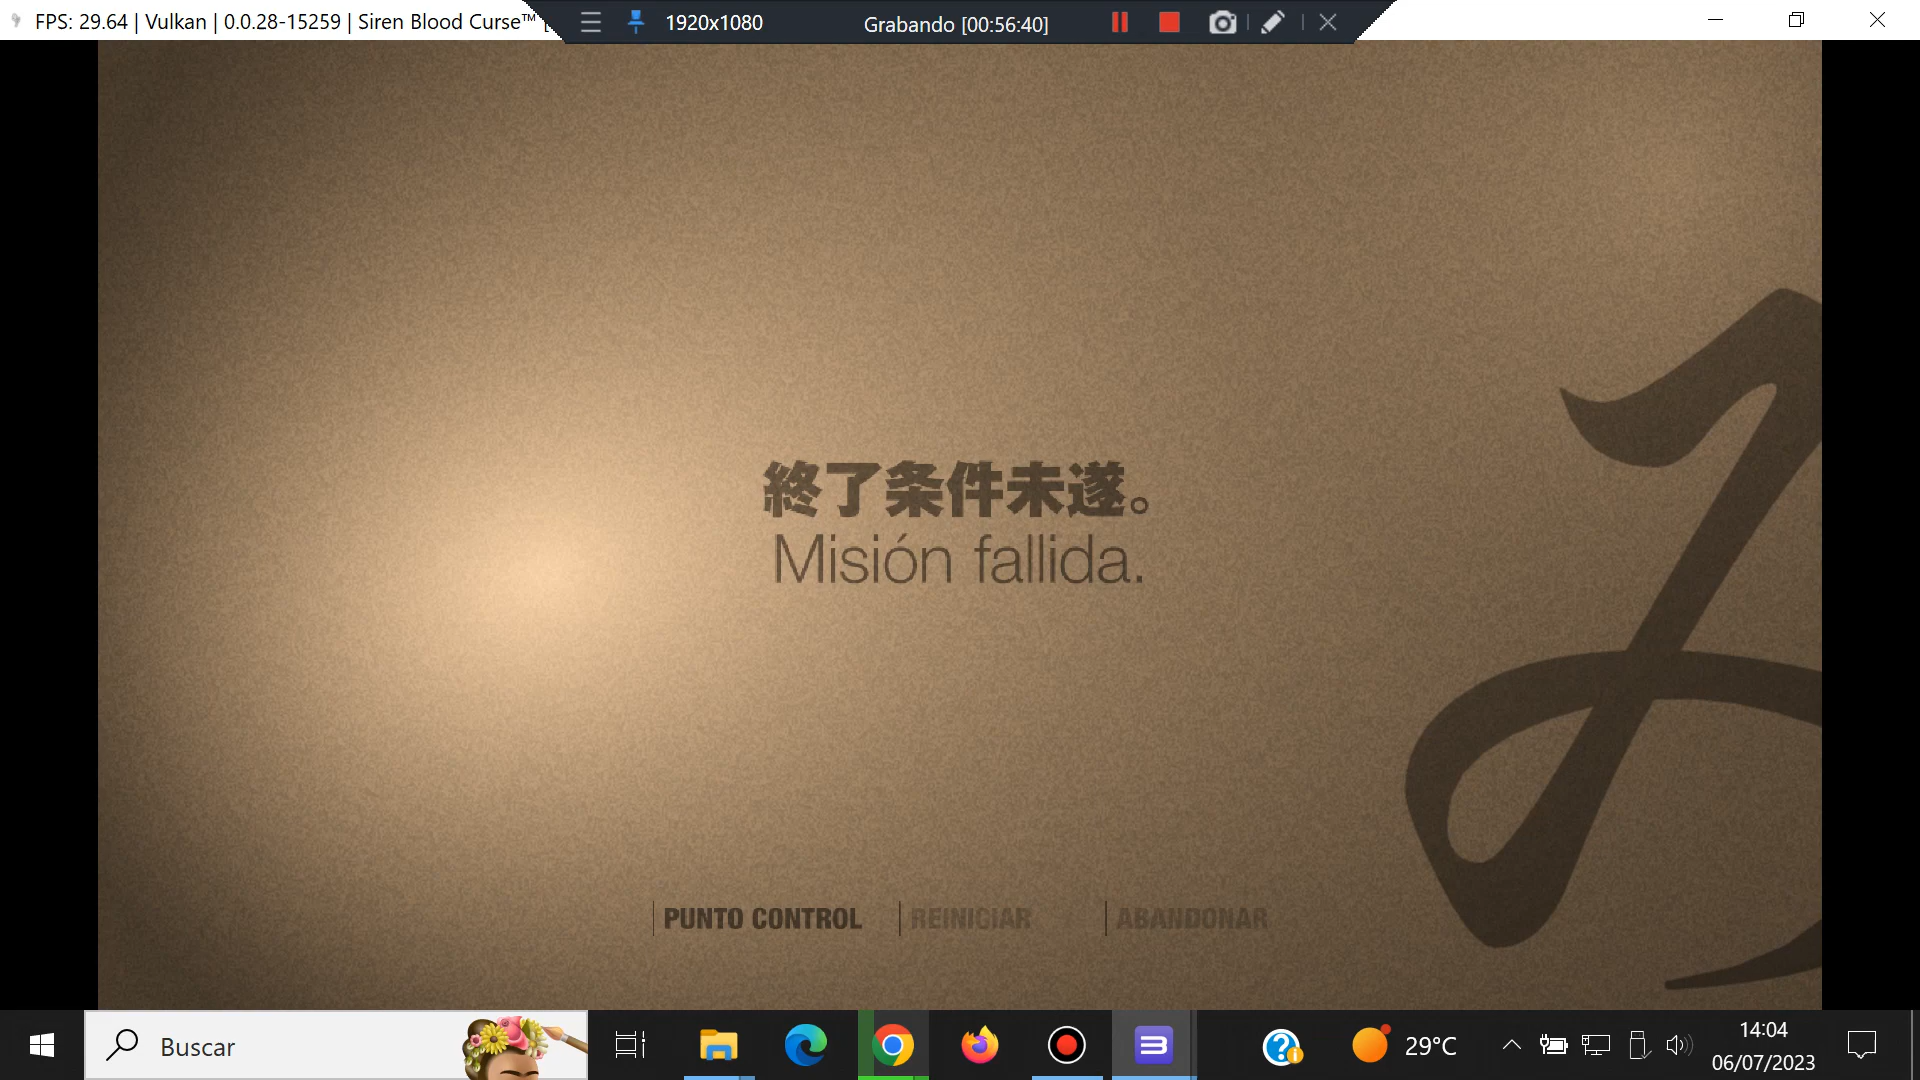 FPS: 29.64 | Vulkan | 0.0.28-15259 | Siren Blood Curse™ [
1920x1080
Grabando [00:56:40]
終了条件未遂。
Misión fallida.
PUNTO CONTROL
REINICIAR
ABANDONAR
Buscar
29°C
14:04
06/07/2023